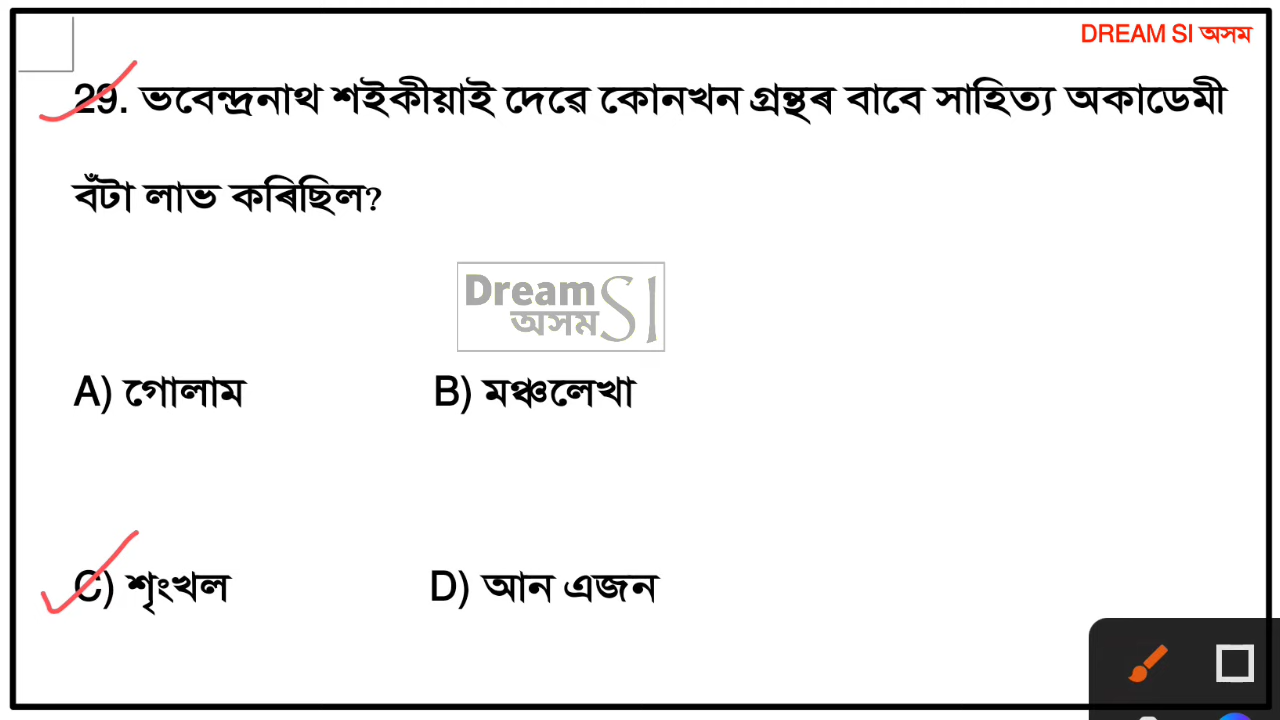 DREAM SI অসম
29. ভবেন্দ্রনাথ শইকীয়াই দেৱে কোনখন গ্রন্থৰ বাবে সাহিত্য অকাডেমী
বঁটা লাভ কৰিছিল?
Dream SI
অসম
A) গোলাম B) মঞ্চলেখা
C) শৃংখল D) আন এজন